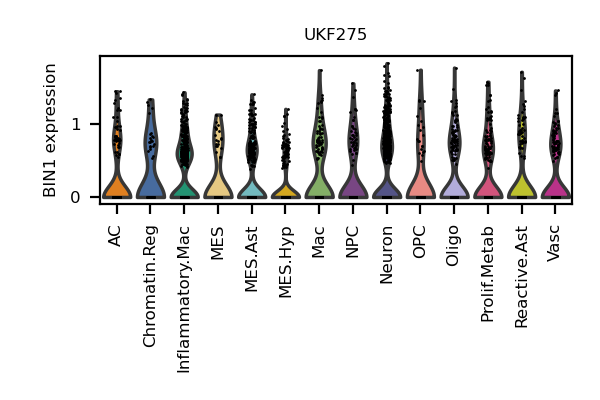 UKF275
BIN1 expression
1
0
AC
Chromatin.Reg
Inflammatory.Mac
MES
MES.Ast
MES.Hyp
Mac
NPC
Neuron
OPC
Oligo
Prolif.Metab
Reactive.Ast
Vasc